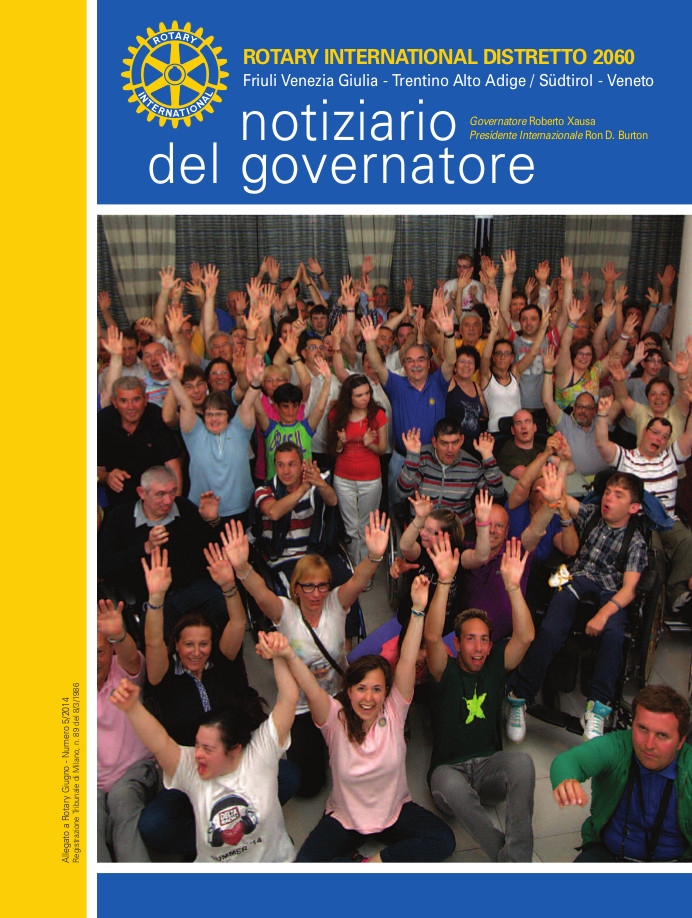 ROTARY
INTERNATIONAL
ROTARY INTERNATIONAL DISTRETTO 2060
Friuli Venezia Giulia - Trentino Alto Adige / Südtirol - Veneto
notiziario
del governatore
Governatore Roberto Xausa
Presidente Internazionale Ron D. Burton
Allegato a Rotary Giugno - Numero 5/2014
Registrazione Tribunale di Milano, n. 89 del 8/3/1986
DELTA